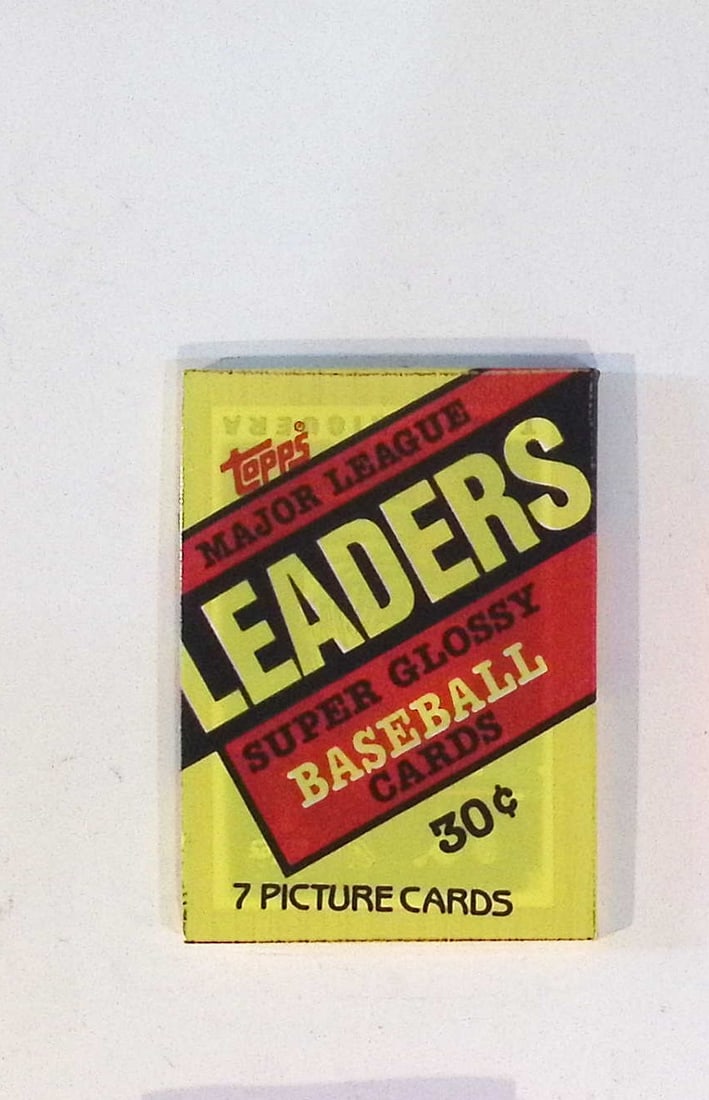 Topps
MAJOR LEAGUE
LEADERS
SUPER GLOSSY
BASEBALL
CARDS
30¢
7 PICTURE CARDS